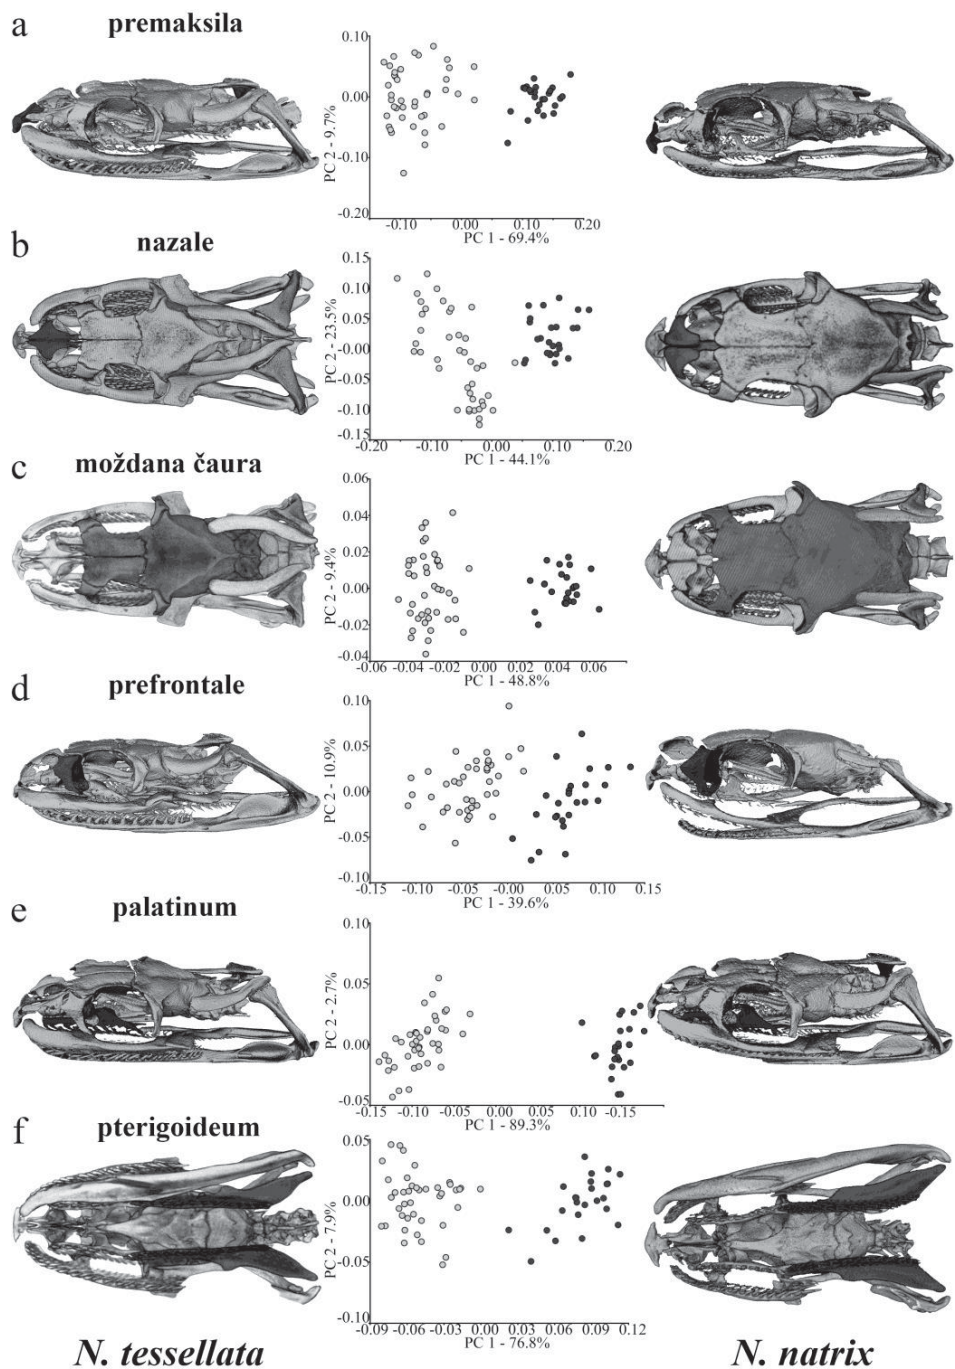 a premaksila
0.10
0.00
-0.10
-0.20
PC 2 - 9.7%
-0.10 0.00 0.10 0.20
PC 1 - 69.4%
b nazale
0.15
0.10
0.05
-0.00
-0.05
-0.10
-0.15
PC 2 - 23.5%
-0.20 -0.10 0.00 0.10 0.20
PC 1 - 44.1%
c moždana čaura
0.06
0.04
0.02
0.00
-0.02
-0.04
PC 2 - 9.4%
-0.06 -0.04 -0.02 0.00 0.02 0.04 0.06
PC 1 - 48.8%
d prefrontale
0.10
0.05
0.00
-0.05
-0.10
PC 2 - 10.9%
-0.15 -0.10 -0.05 -0.00 0.05 0.10 0.15
PC 1 - 39.6%
e palatinum
0.10
0.05
0.00
-0.05
PC 2 - 2.7%
-0.15 -0.10 -0.05 0.00 0.05 0.10 -0.15
PC 1 - 89.3%
f pterigoideum
0.05
0.00
-0.05
-0.10
PC 2 - 7.9%
-0.09 -0.06 -0.03 0.00 0.03 0.06 0.09 0.12
PC 1 - 76.8%
N. tessellata N. natrix